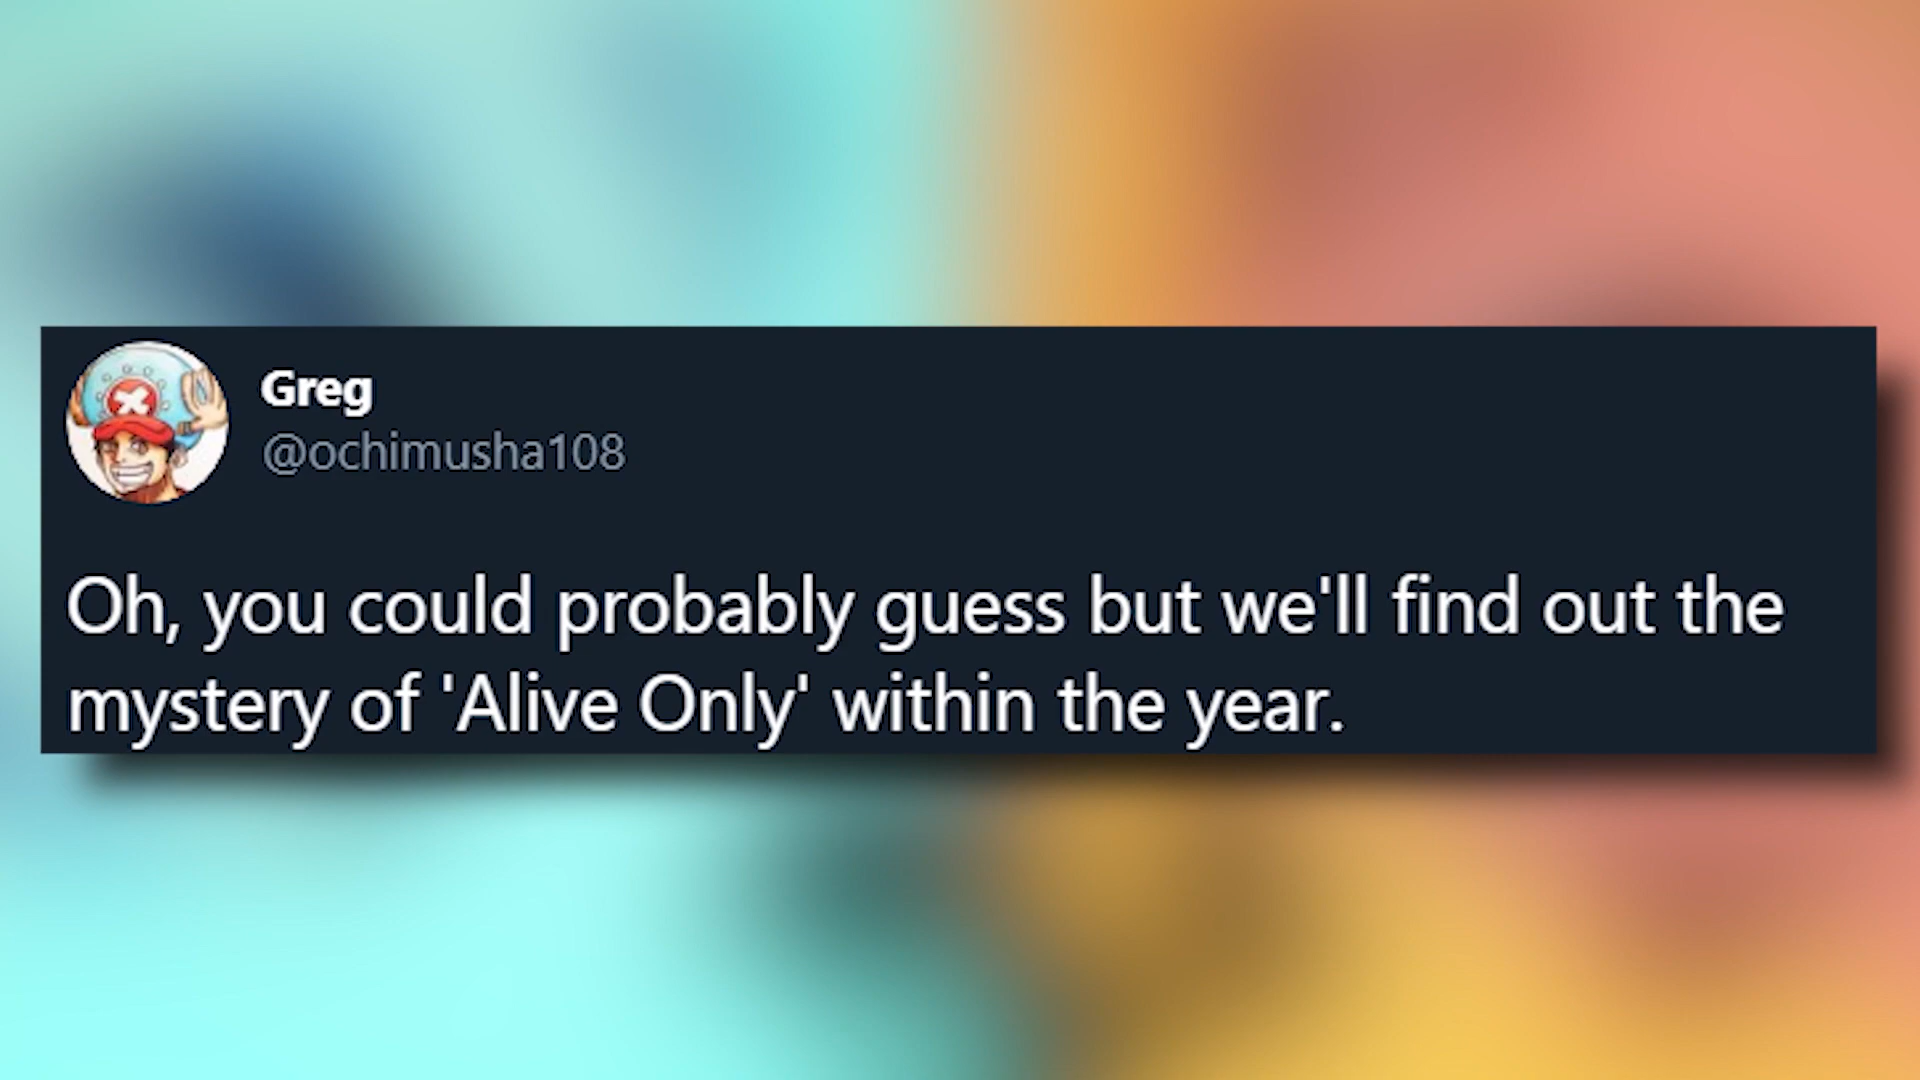 Greg
@ochimusha108
Oh, you could probably guess but we'll find out the
mystery of 'Alive Only' within the year.